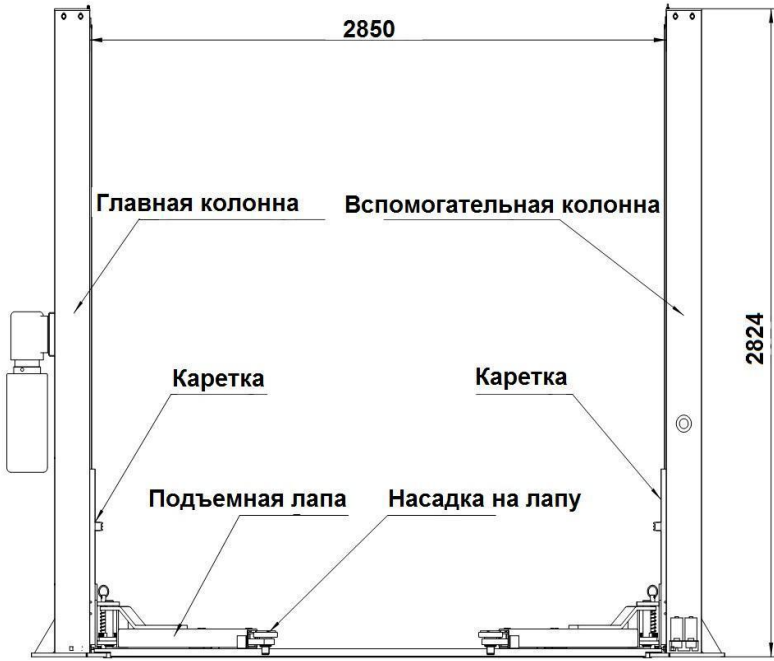 2850
Главная колонна
Вспомогательная колонна
2824
Каретка
Каретка
Подъемная лапа
Насадка на лапу